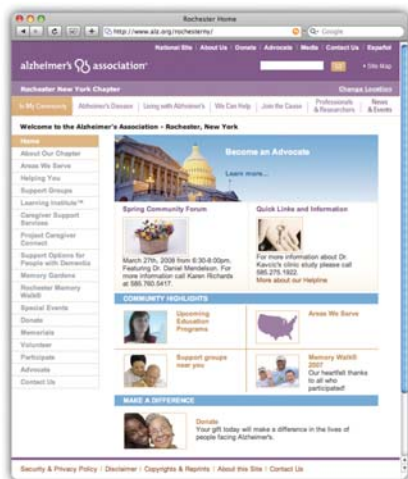 Rochester Home
http://www.alz.org/rochesterny/
Google
National Site | About Us | Donate | Advocate | Media | Contact Us | Español
alzheimer's association
GO
Site Map
Rochester New York Chapter
Change Location
In My Community | Alzheimer's Disease | Living with Alzheimer's | We Can Help | Join the Cause | Professionals & Researchers | News & Events
Welcome to the Alzheimer's Association - Rochester, New York
Home
About Our Chapter
Areas We Serve
Helping You
Support Groups
Learning Institute™
Caregiver Support
Services
Project Caregiver
Connect
Support Options for
People with Dementia
Memory Gardens
Rochester Memory
Walk®
Special Events
Donate
Memorials
Volunteer
Participate
Advocate
Contact Us
Become an Advocate
Learn more...
Spring Community Forum
March 27th, 2008 from 6:30-8:00pm.
Featuring Dr. Daniel Mendelson. For
more information call Karen Richards
at 585.760.5417.
Quick Links and Information
For more information about Dr.
Kavcic's clinic study please call
585.275.1922.
More about our Helpline
COMMUNITY HIGHLIGHTS
Upcoming
Education
Programs
Areas We Serve
Support groups
near you
Memory Walk®
2007
Our heartfelt thanks
to all who
participated!
MAKE A DIFFERENCE
Donate
Your gift today will make a difference in the lives of
people facing Alzheimer's.
Security & Privacy Policy | Disclaimer | Copyrights & Reprints | About this Site | Contact Us